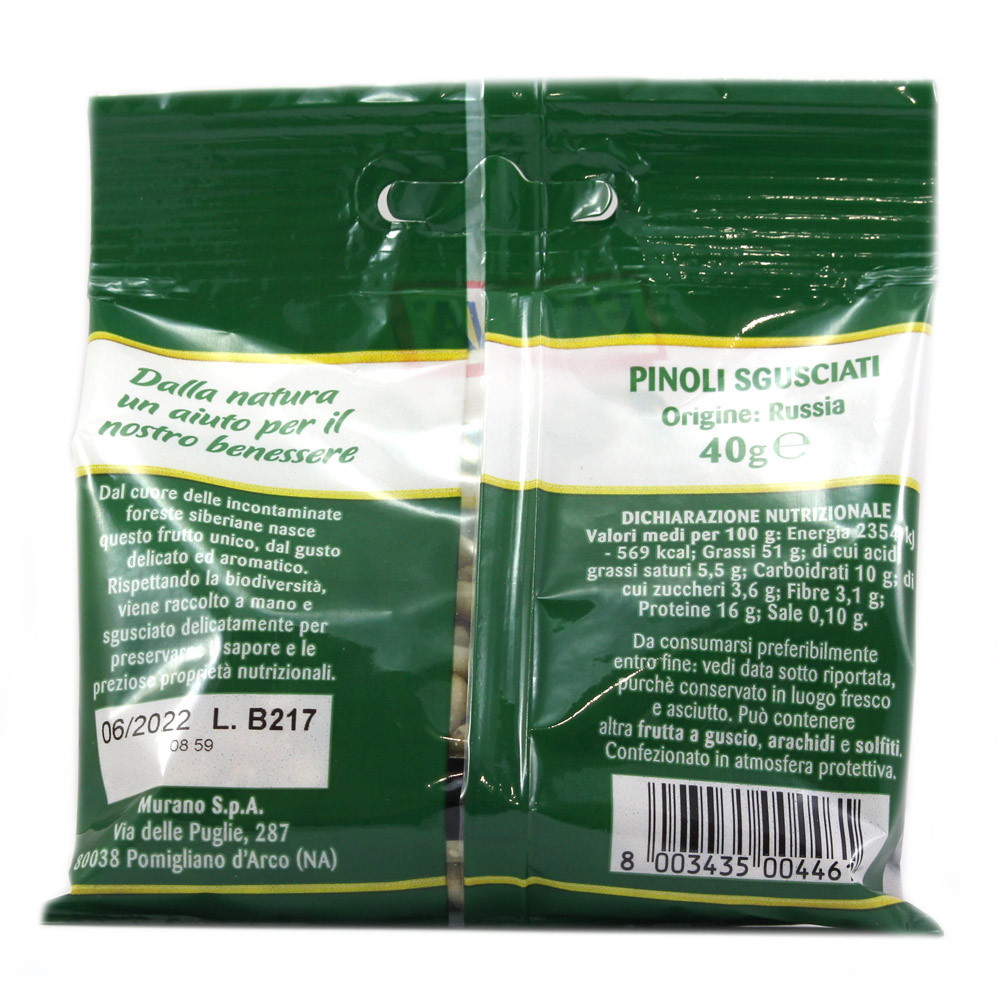 Dalla natura
un aiuto per il
nostro benessere
Dal cuore delle incontaminate
foreste siberiane nasce
questo frutto unico, dal gusto
delicato ed aromatico.
Rispettando la biodiversità,
viene raccolto a mano e
sgusciato delicatamente per
preservarne il sapore e le
preziose proprietà nutrizionali.
06/2022 L. B217
08 59
Murano S.p.A.
Via delle Puglie, 287
80038 Pomigliano d'Arco (NA)
PINOLI SGUSCIATI
Origine: Russia
40g ℮
DICHIARAZIONE NUTRIZIONALE
Valori medi per 100 g: Energia 2354 kJ
- 569 kcal; Grassi 51 g; di cui acidi
grassi saturi 5,5 g; Carboidrati 10 g; di
cui zuccheri 3,6 g; Fibre 3,1 g;
Proteine 16 g; Sale 0,10 g.
Da consumarsi preferibilmente
entro fine: vedi data sotto riportata,
purchè conservato in luogo fresco
e asciutto. Può contenere
altra frutta a guscio, arachidi e solfiti.
Confezionato in atmosfera protettiva.
8 003435 00446